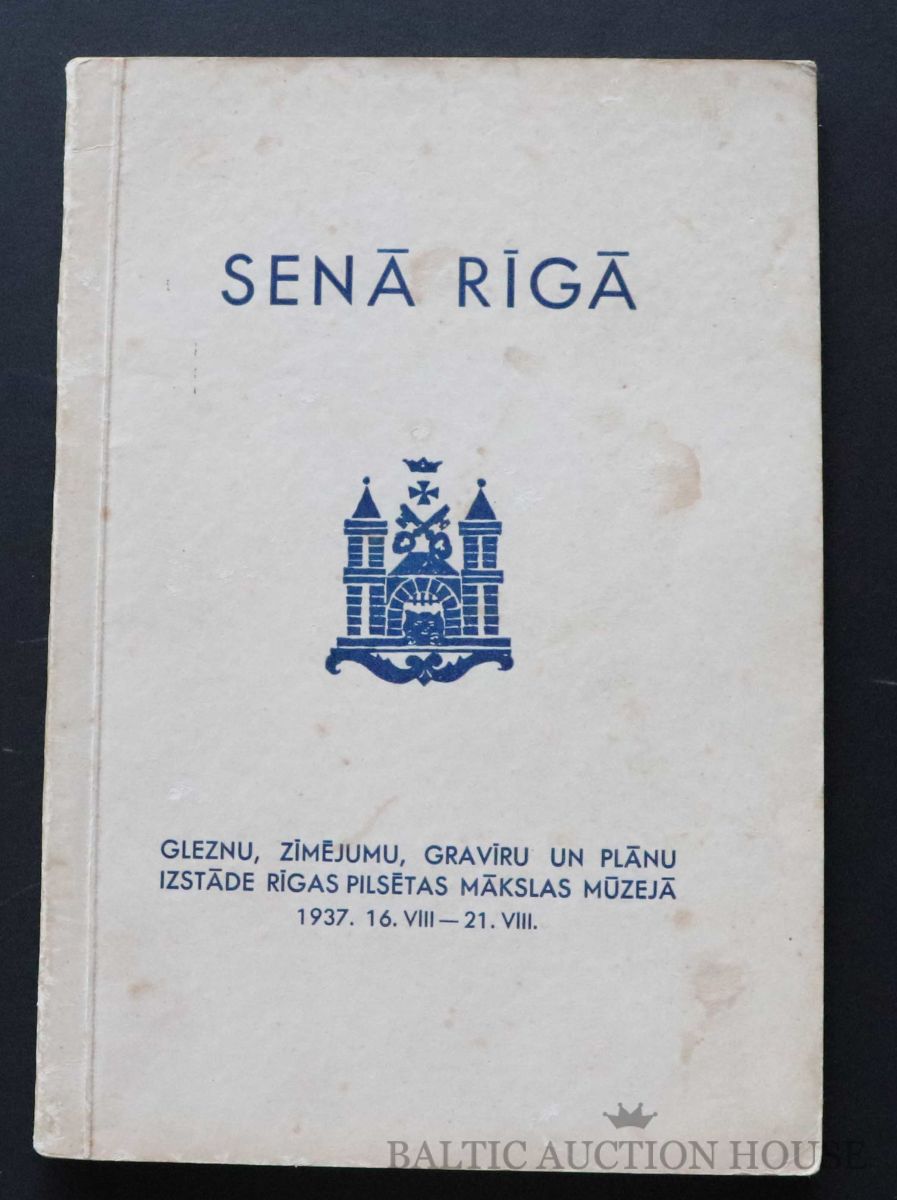 SENĀ RĪGĀ
GLEZNU, ZĪMĒJUMU, GRAVĪRU UN PLĀNU
IZSTĀDE RĪGAS PILSĒTAS MĀKSLAS MŪZEJĀ
1937. 16. VIII — 21. VIII.
BALTIC AUCTION HOUSE